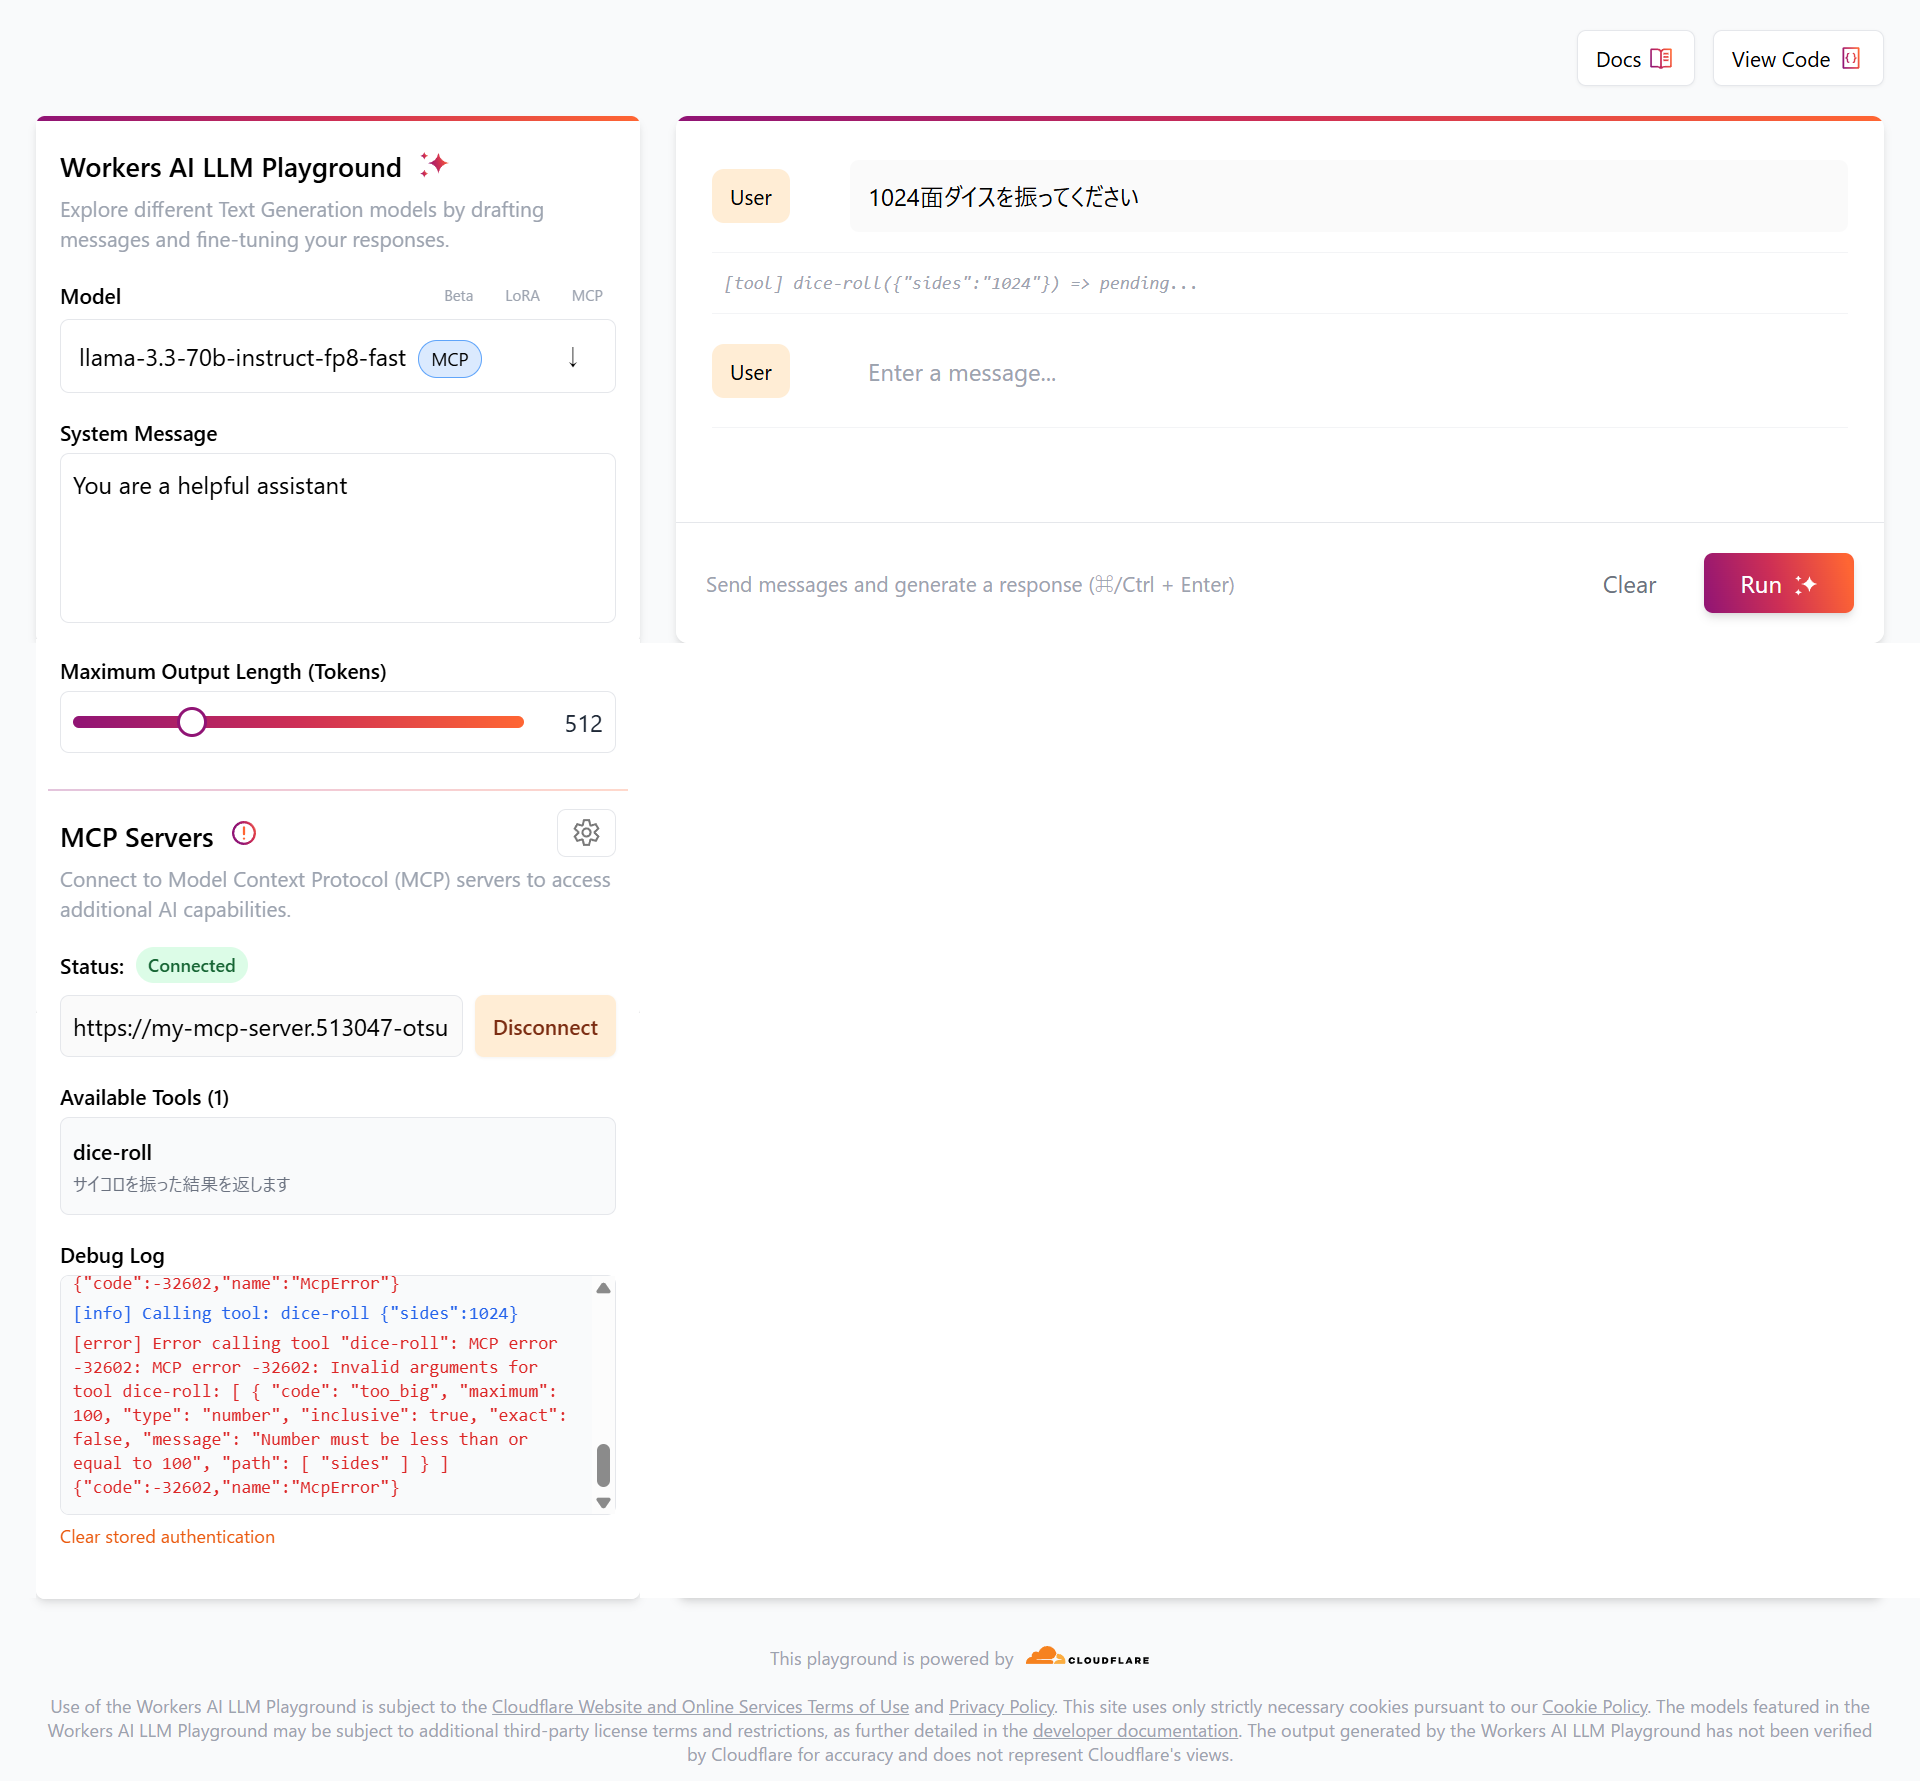 Docs
View Code
Workers AI LLM Playground
Explore different Text Generation models by drafting
messages and fine-tuning your responses.
Model
Beta LoRA MCP
llama-3.3-70b-instruct-fp8-fast MCP
System Message
You are a helpful assistant
Maximum Output Length (Tokens)
512
MCP Servers
Connect to Model Context Protocol (MCP) servers to access
additional AI capabilities.
Status: Connected
https://my-mcp-server.513047-otsu
Disconnect
Available Tools (1)
dice-roll
サイコロを振った結果を返します
Debug Log
{"code":-32602,"name":"McpError"}
[info] Calling tool: dice-roll {"sides":1024}
[error] Error calling tool "dice-roll": MCP error
-32602: MCP error -32602: Invalid arguments for
tool dice-roll: [ { "code": "too_big", "maximum":
100, "type": "number", "inclusive": true, "exact":
false, "message": "Number must be less than or
equal to 100", "path": [ "sides" ] } ]
{"code":-32602,"name":"McpError"}
Clear stored authentication
User
1024面ダイスを振ってください
[tool] dice-roll({"sides":"1024"}) => pending...
User
Enter a message...
Send messages and generate a response (⌘/Ctrl + Enter)
Clear
Run
This playground is powered by CLOUDFLARE
Use of the Workers AI LLM Playground is subject to the Cloudflare Website and Online Services Terms of Use and Privacy Policy. This site uses only strictly necessary cookies pursuant to our Cookie Policy. The models featured in the
Workers AI LLM Playground may be subject to additional third-party license terms and restrictions, as further detailed in the developer documentation. The output generated by the Workers AI LLM Playground has not been verified
by Cloudflare for accuracy and does not represent Cloudflare's views.